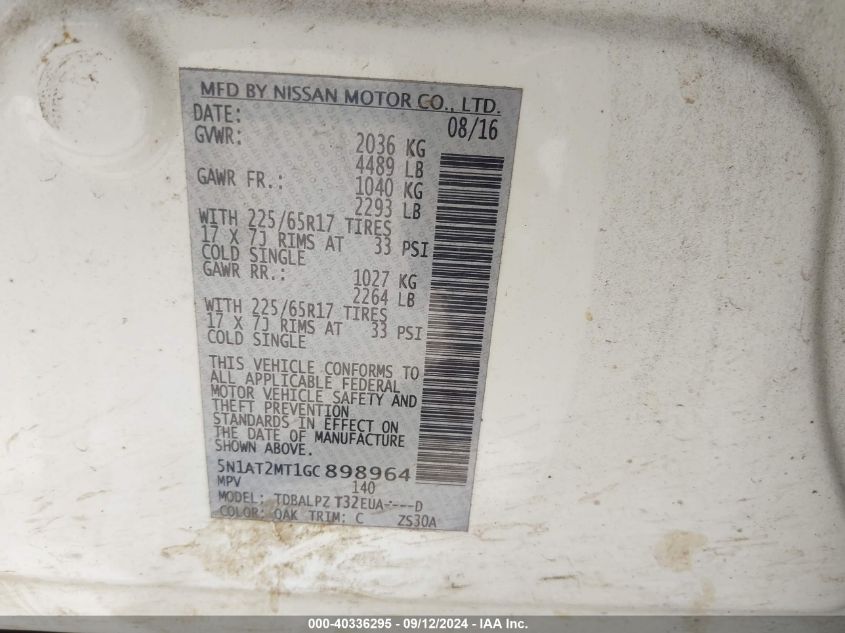 MFD BY NISSAN MOTOR CO., LTD.
DATE: 08/16
GVWR: 2036 KG
4489 LB
GAWR FR.: 1040 KG
2293 LB
WITH 225/65R17 TIRES
17 X 7J RIMS AT 33 PSI
COLD SINGLE
GAWR RR.: 1027 KG
2264 LB
WITH 225/65R17 TIRES
17 X 7J RIMS AT 33 PSI
COLD SINGLE
THIS VEHICLE CONFORMS TO
ALL APPLICABLE FEDERAL
MOTOR VEHICLE SAFETY AND
THEFT PREVENTION
STANDARDS IN EFFECT ON
THE DATE OF MANUFACTURE
SHOWN ABOVE.
5N1AT2MT1GC898964
MPV 140
MODEL: TDBALPZ T32EUA----D
COLOR: QAK TRIM: C ZS30A
000-40336295 - 09/12/2024 - IAA Inc.